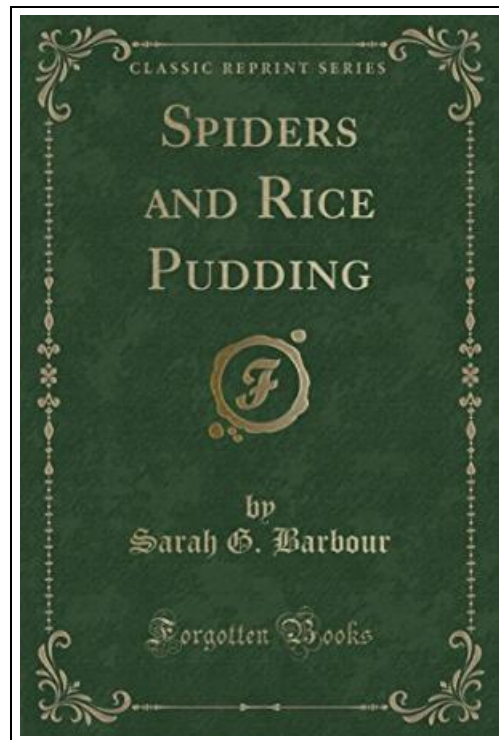 CLASSIC REPRINT SERIES
SPIDERS
AND RICE
PUDDING
F
by
Sarah G. Barbour
Forgotten Books